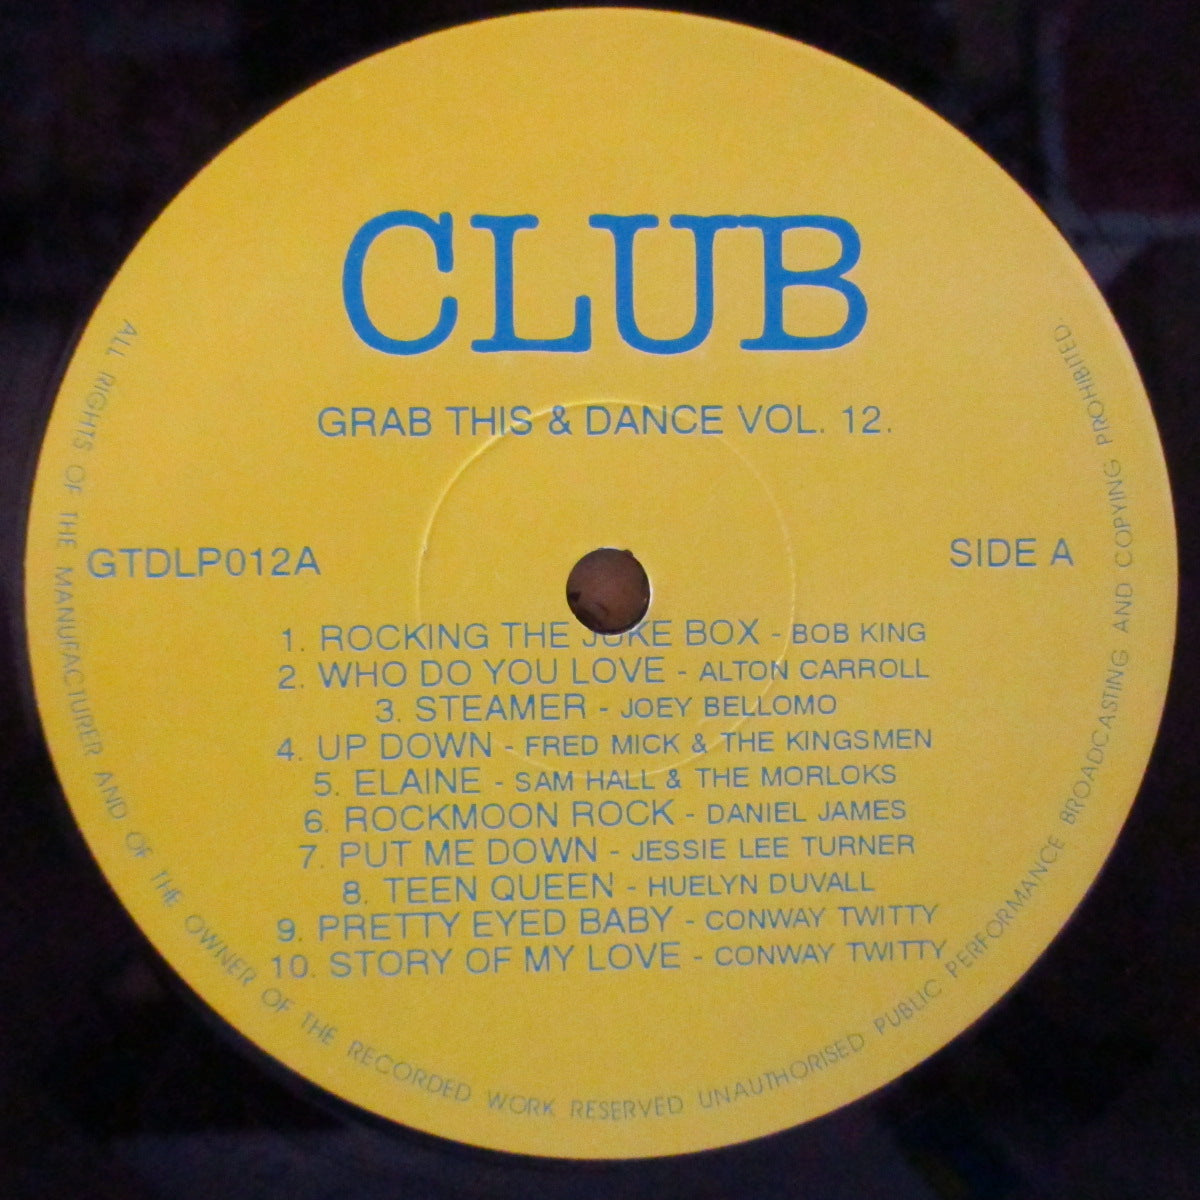 CLUB
GRAB THIS & DANCE VOL. 12.
GTDLP012A
SIDE A
1. ROCKING THE JUKE BOX - BOB KING
2. WHO DO YOU LOVE - ALTON CARROLL
3. STEAMER - JOEY BELLOMO
4. UP DOWN - FRED MICK & THE KINGSMEN
5. ELAINE - SAM HALL & THE MORLOKS
6. ROCKMOON ROCK - DANIEL JAMES
7. PUT ME DOWN - JESSIE LEE TURNER
8. TEEN QUEEN - HUELYN DUVALL
9. PRETTY EYED BABY - CONWAY TWITTY
10. STORY OF MY LOVE - CONWAY TWITTY
ALL RIGHTS OF THE MANUFACTURER AND OF THE OWNER OF THE RECORDED WORK RESERVED UNAUTHORISED PUBLIC PERFORMANCE BROADCASTING AND COPYING PROHIBITED.